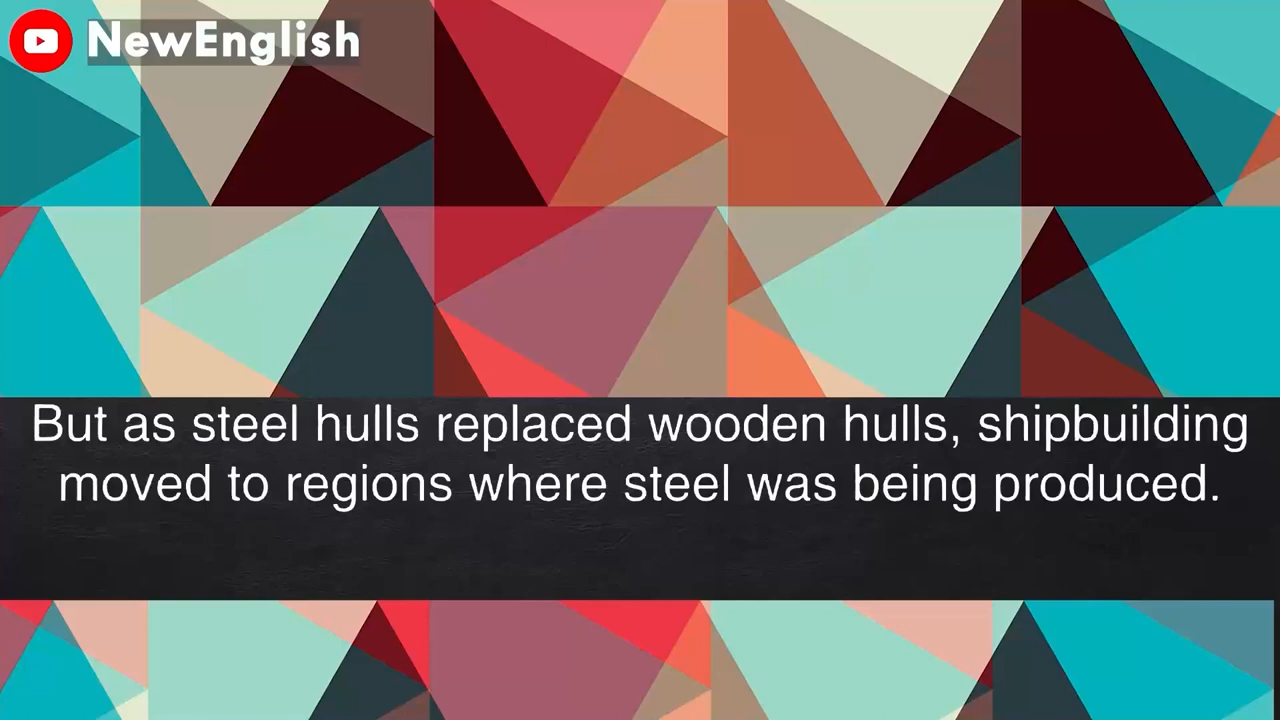 NewEnglish
But as steel hulls replaced wooden hulls, shipbuilding
moved to regions where steel was being produced.